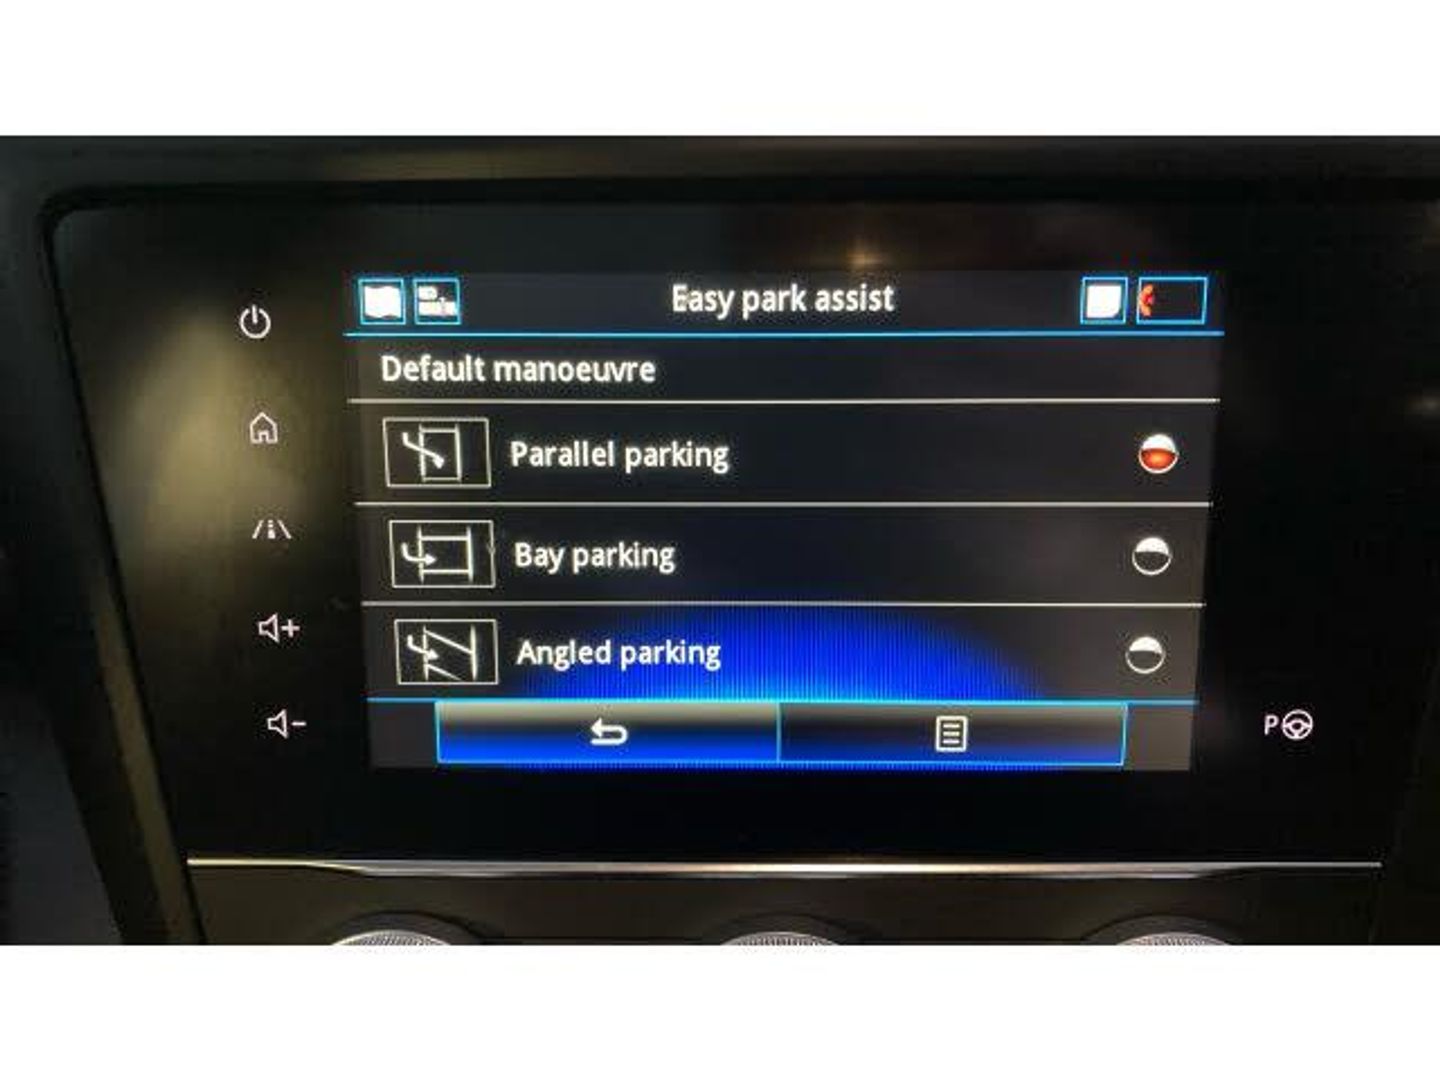 Easy park assist
Default manoeuvre
Parallel parking
Bay parking
Angled parking
P